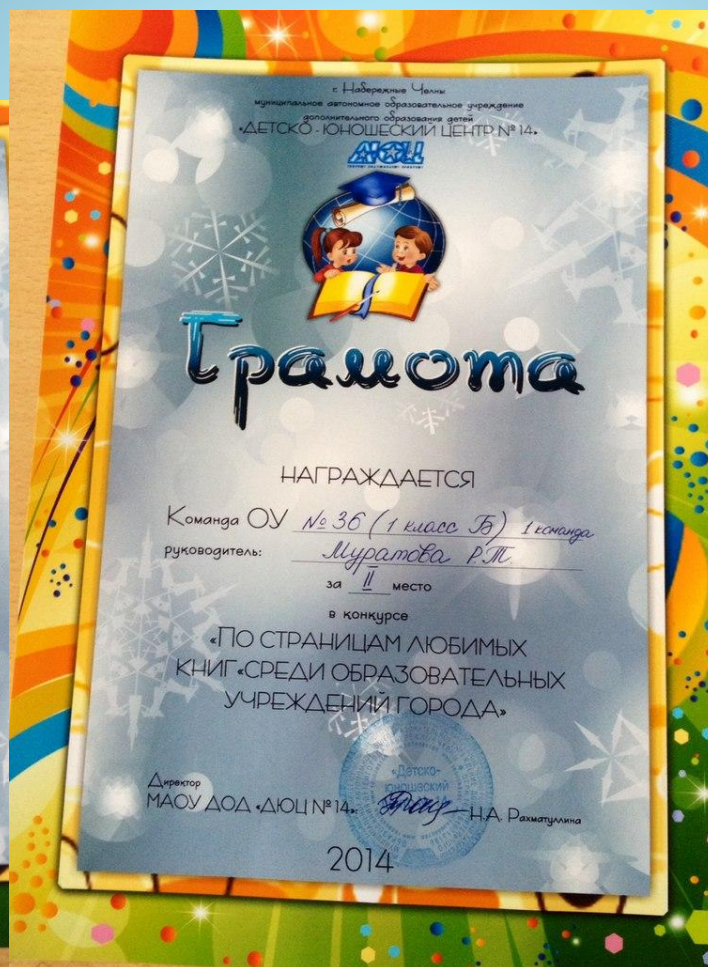 г. Набережные Челны
муниципальное автономное образовательное учреждение
дополнительного образования детей
«ДЕТСКО - ЮНОШЕСКИЙ ЦЕНТР № 14»
ДЮЦ
Грамота
НАГРАЖДАЕТСЯ
Команда ОУ № 36 (1 класс Б) 1 команда
руководитель: Муратова Р.Т.
за II место
в конкурсе
«ПО СТРАНИЦАМ ЛЮБИМЫХ
КНИГ«СРЕДИ ОБРАЗОВАТЕЛЬНЫХ
УЧРЕЖДЕНИЙ ГОРОДА»
«Детско-
юношеский
Директор
МАОУ ДОД «ДЮЦ № 14» Н.А. Рахматуллина
2014